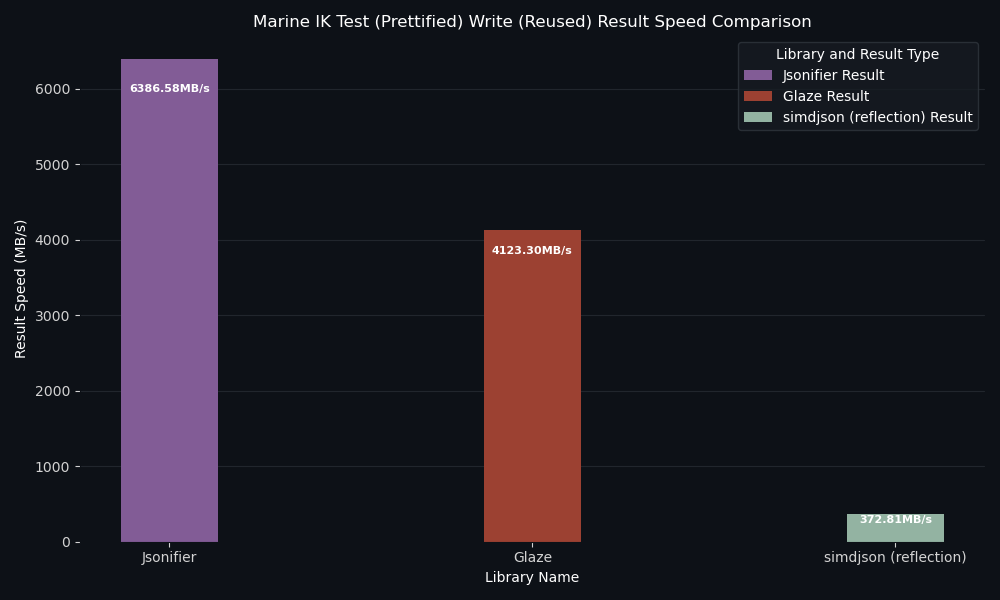 Marine IK Test (Prettified) Write (Reused) Result Speed Comparison
Library and Result Type
Jsonifier Result
Glaze Result
simdjson (reflection) Result
6386.58MB/s
4123.30MB/s
372.81MB/s
Result Speed (MB/s)
6000
5000
4000
3000
2000
1000
0
Jsonifier
Glaze
simdjson (reflection)
Library Name